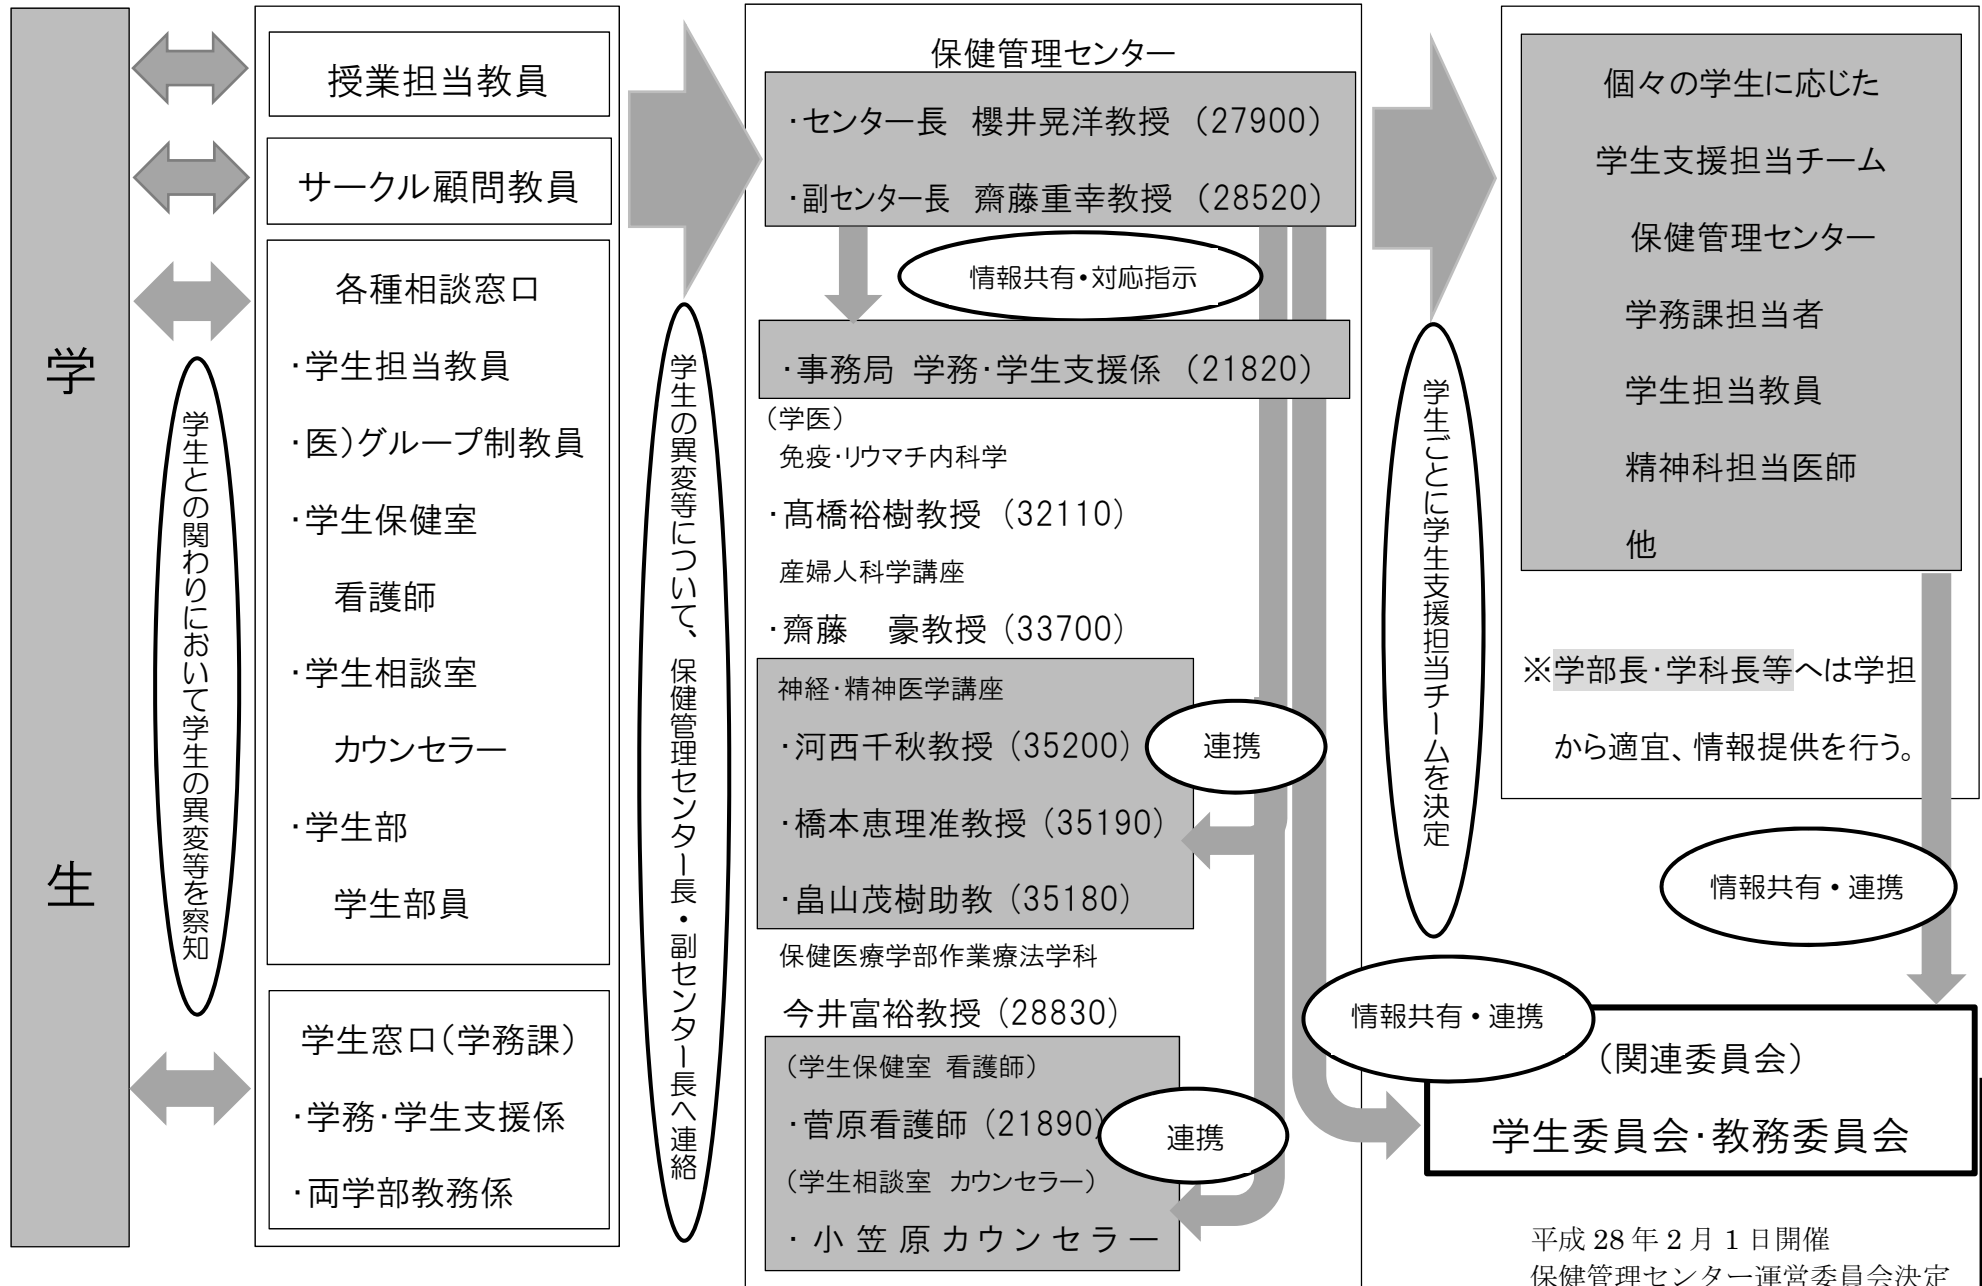 学
生
学生との関わりにおいて学生の異変等を察知
授業担当教員
サークル顧問教員
各種相談窓口
・学生担当教員
・医）グループ制教員
・学生保健室
看護師
・学生相談室
カウンセラー
・学生部
学生部員
学生窓口（学務課）
・学務・学生支援係
・両学部教務係
学生の異変等について、保健管理センター長・副センター長へ連絡
保健管理センター
・センター長 櫻井晃洋教授 （27900）
・副センター長 齋藤重幸教授 （28520）
情報共有・対応指示
・事務局 学務・学生支援係 （21820）
（学医）
免疫・リウマチ内科学
・髙橋裕樹教授 （32110）
産婦人科学講座
・齋藤　豪教授 （33700）
神経・精神医学講座
・河西千秋教授 （35200）
連携
・橋本恵理准教授 （35190）
・畠山茂樹助教 （35180）
保健医療学部作業療法学科
今井富裕教授 （28830）
（学生保健室 看護師）
・菅原看護師 （21890）
連携
（学生相談室 カウンセラー）
・小笠原カウンセラー
学生ごとに学生支援担当チームを決定
個々の学生に応じた
学生支援担当チーム
保健管理センター
学務課担当者
学生担当教員
精神科担当医師
他
※学部長・学科長等へは学担
から適宜、情報提供を行う。
情報共有・連携
情報共有・連携
（関連委員会）
学生委員会・教務委員会
平成 28 年 2 月 1 日開催
保健管理センター運営委員会決定